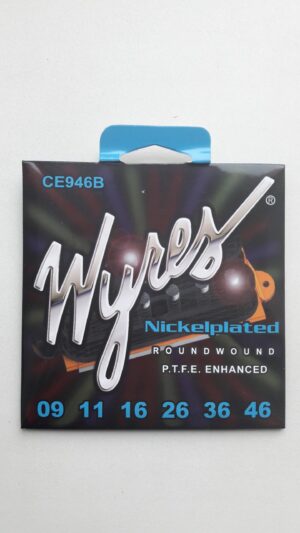 CE946B
Wyres ®
Nickelplated
ROUNDWOUND
P.T.F.E. ENHANCED
09 11 16 26 36 46